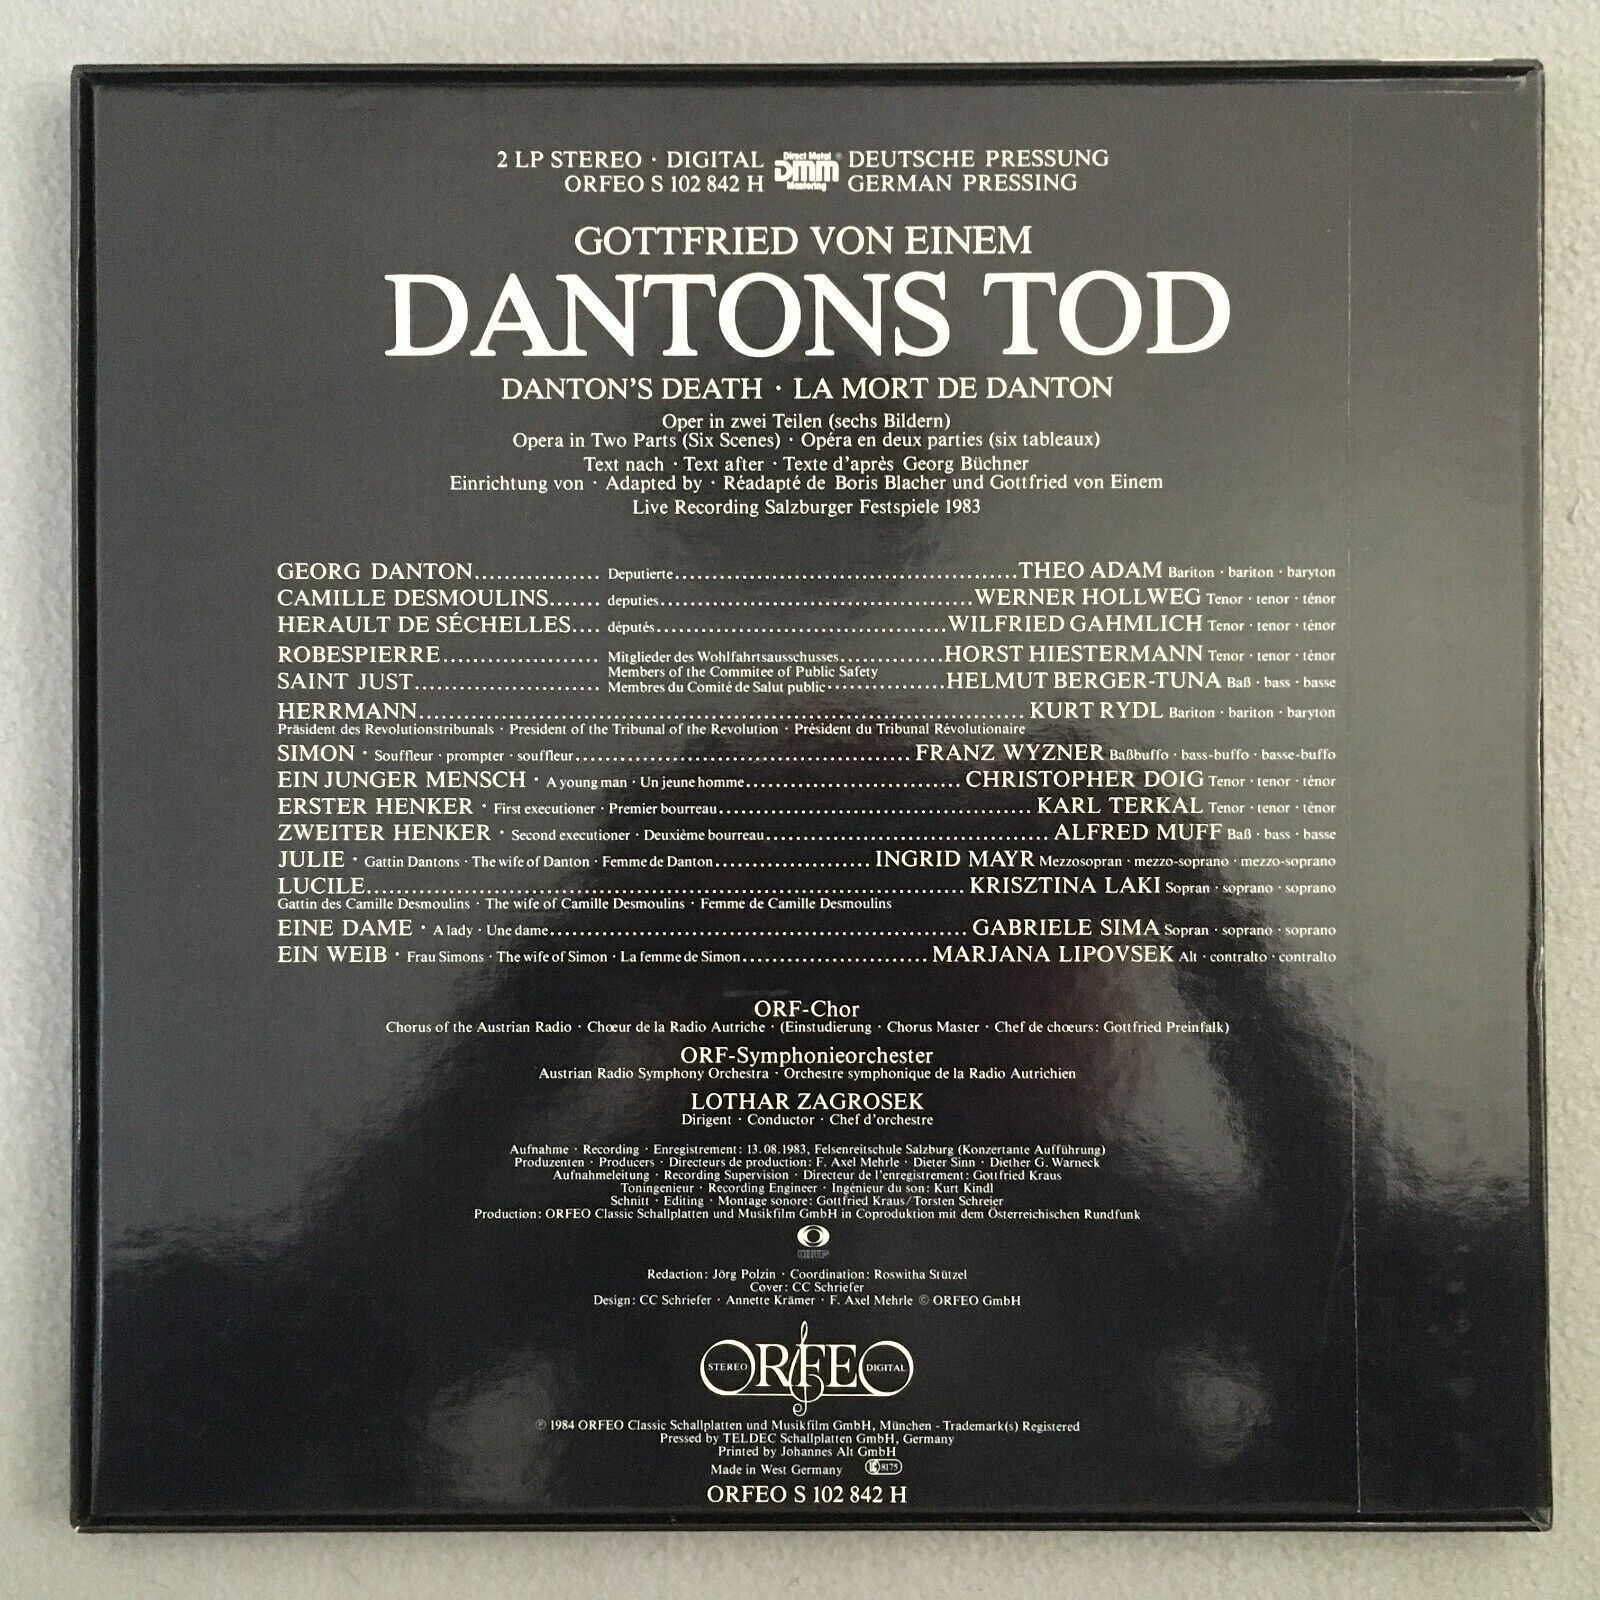 2 LP STEREO · DIGITAL Direct Metal DMM Mastering DEUTSCHE PRESSUNG
ORFEO S 102 842 H GERMAN PRESSING
GOTTFRIED VON EINEM
DANTONS TOD
DANTON'S DEATH · LA MORT DE DANTON
Oper in zwei Teilen (sechs Bildern)
Opera in Two Parts (Six Scenes) · Opéra en deux parties (six tableaux)
Text nach · Text after · Texte d'après Georg Büchner
Einrichtung von · Adapted by · Réadapté de Boris Blacher und Gottfried von Einem
Live Recording Salzburger Festspiele 1983
GEORG DANTON................. Deputierte..............................................THEO ADAM Bariton · bariton · baryton
CAMILLE DESMOULINS....... deputies..........................................WERNER HOLLWEG Tenor · tenor · ténor
HERAULT DE SÉCHELLES.... députés.......................................WILFRIED GAHMLICH Tenor · tenor · ténor
ROBESPIERRE..................... Mitglieder des Wohlfahrtsausschusses..............HORST HIESTERMANN Tenor · tenor · ténor
Members of the Commitee of Public Safety
SAINT JUST......................... Membres du Comité de Salut public................HELMUT BERGER-TUNA Baß · bass · basse
HERRMANN................................................................................. KURT RYDL Bariton · bariton · baryton
Präsident des Revolutionstribunals · President of the Tribunal of the Revolution · Président du Tribunal Révolutionaire
SIMON · Souffleur · prompter · souffleur............................................. FRANZ WYZNER Baßbuffo · bass-buffo · basse-buffo
EIN JUNGER MENSCH · A young man · Un jeune homme............................. CHRISTOPHER DOIG Tenor · tenor · ténor
ERSTER HENKER · First executioner · Premier bourreau.......................................... KARL TERKAL Tenor · tenor · ténor
ZWEITER HENKER · Second executioner · Deuxième bourreau...................................... ALFRED MUFF Baß · bass · basse
JULIE · Gattin Dantons · The wife of Danton · Femme de Danton..................... INGRID MAYR Mezzosopran · mezzo-soprano · mezzo-soprano
LUCILE................................................................................ KRISZTINA LAKI Sopran · soprano · soprano
Gattin des Camille Desmoulins · The wife of Camille Desmoulins · Femme de Camille Desmoulins
EINE DAME · A lady · Une dame........................................................ GABRIELE SIMA Sopran · soprano · soprano
EIN WEIB · Frau Simons · The wife of Simon · La femme de Simon......................... MARJANA LIPOVSEK Alt · contralto · contralto
ORF-Chor
Chorus of the Austrian Radio · Chœur de la Radio Autriche · (Einstudierung · Chorus Master · Chef de chœurs: Gottfried Preinfalk)
ORF-Symphonieorchester
Austrian Radio Symphony Orchestra · Orchestre symphonique de la Radio Autrichien
LOTHAR ZAGROSEK
Dirigent · Conductor · Chef d'orchestre
Aufnahme · Recording · Enregistrement: 13.08.1983, Felsenreitschule Salzburg (Konzertante Aufführung)
Produzenten · Producers · Directeurs de production: F. Axel Mehrle · Dieter Sinn · Diether G. Warneck
Aufnahmeleitung · Recording Supervision · Directeur de l'enregistrement: Gottfried Kraus
Toningenieur · Recording Engineer · Ingénieur du son: Kurt Kindl
Schnitt · Editing · Montage sonore: Gottfried Kraus/Torsten Schreier
Production: ORFEO Classic Schallplatten und Musikfilm GmbH in Coproduktion mit dem Österreichischen Rundfunk
ORF
Redaction: Jörg Polzin · Coordination: Roswitha Stützel
Cover: CC Schriefer
Design: CC Schriefer · Annette Krämer · F. Axel Mehrle © ORFEO GmbH
STEREO ORFEO DIGITAL
℗ 1984 ORFEO Classic Schallplatten und Musikfilm GmbH, München - Trademark(s) Registered
Pressed by TELDEC Schallplatten GmbH, Germany
Printed by Johannes Alt GmbH
Made in West Germany LC 8175
ORFEO S 102 842 H